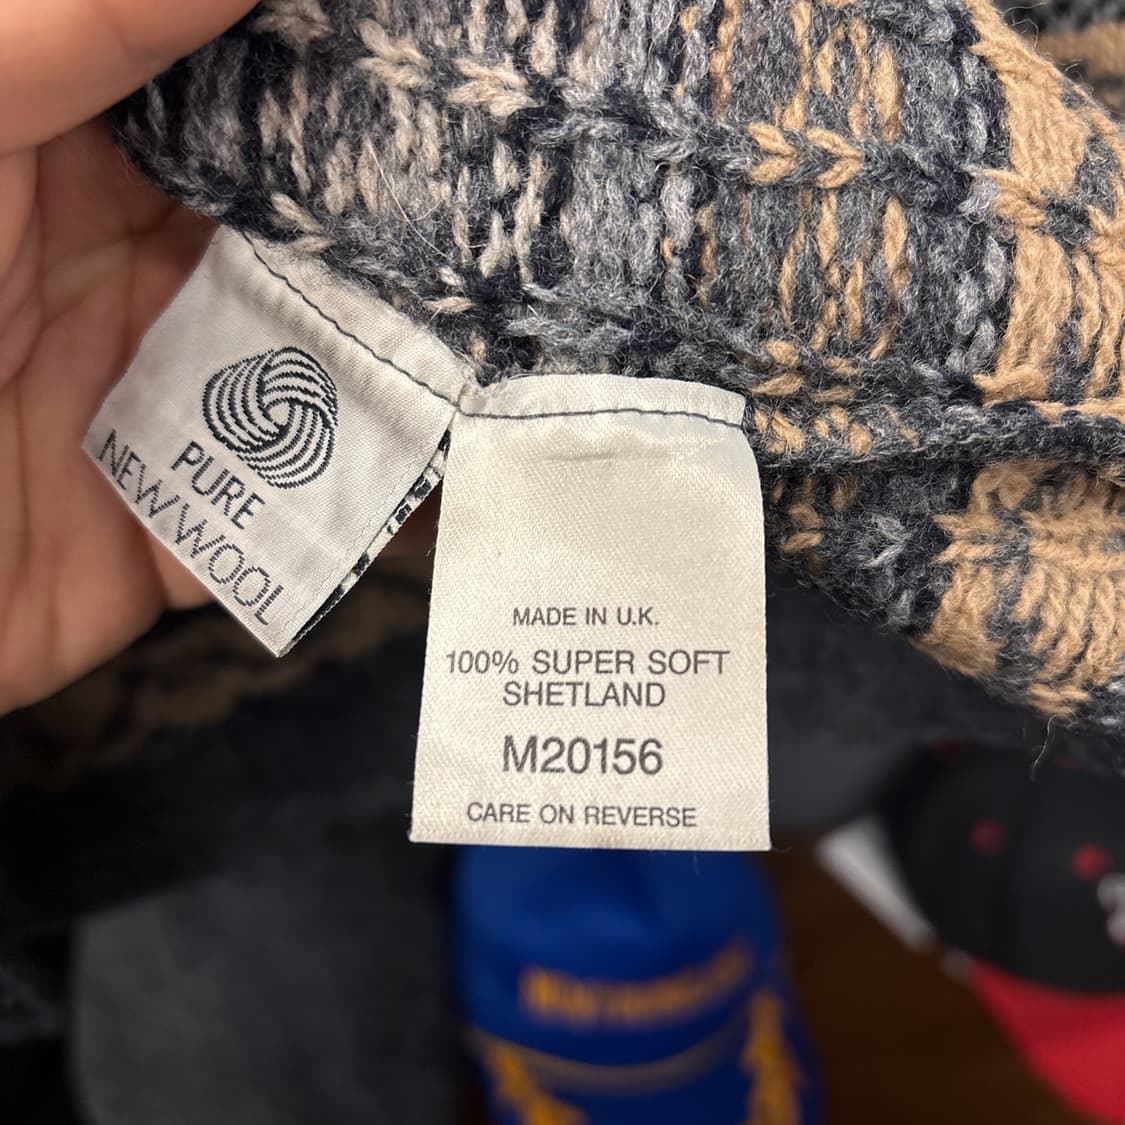 PURE
NEW WOOL
MADE IN U.K.
100% SUPER SOFT
SHETLAND
M20156
CARE ON REVERSE